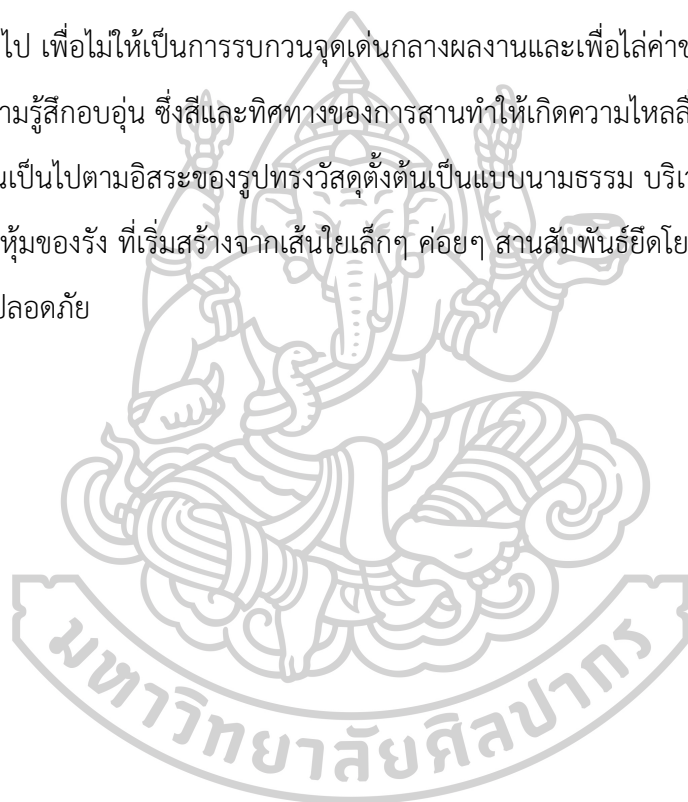 ไป เพื่อไม่ให้เป็นการรบกวนจุดเด่นกลางผลงานและเพื่อไล่ค่าข
ามรู้สึกอบอุ่น ซึ่งสีและทิศทางของการสานทำให้เกิดความไหลลื่
นเป็นไปตามอิสระของรูปทรงวัสดุตั้งต้นเป็นแบบนามธรรม บริเว
หุ้มของรัง ที่เริ่มสร้างจากเส้นใยเล็กๆ ค่อยๆ สานสัมพันธ์ยึดโย
ปลอดภัย
มหาวิทยาลัยศิลปากร